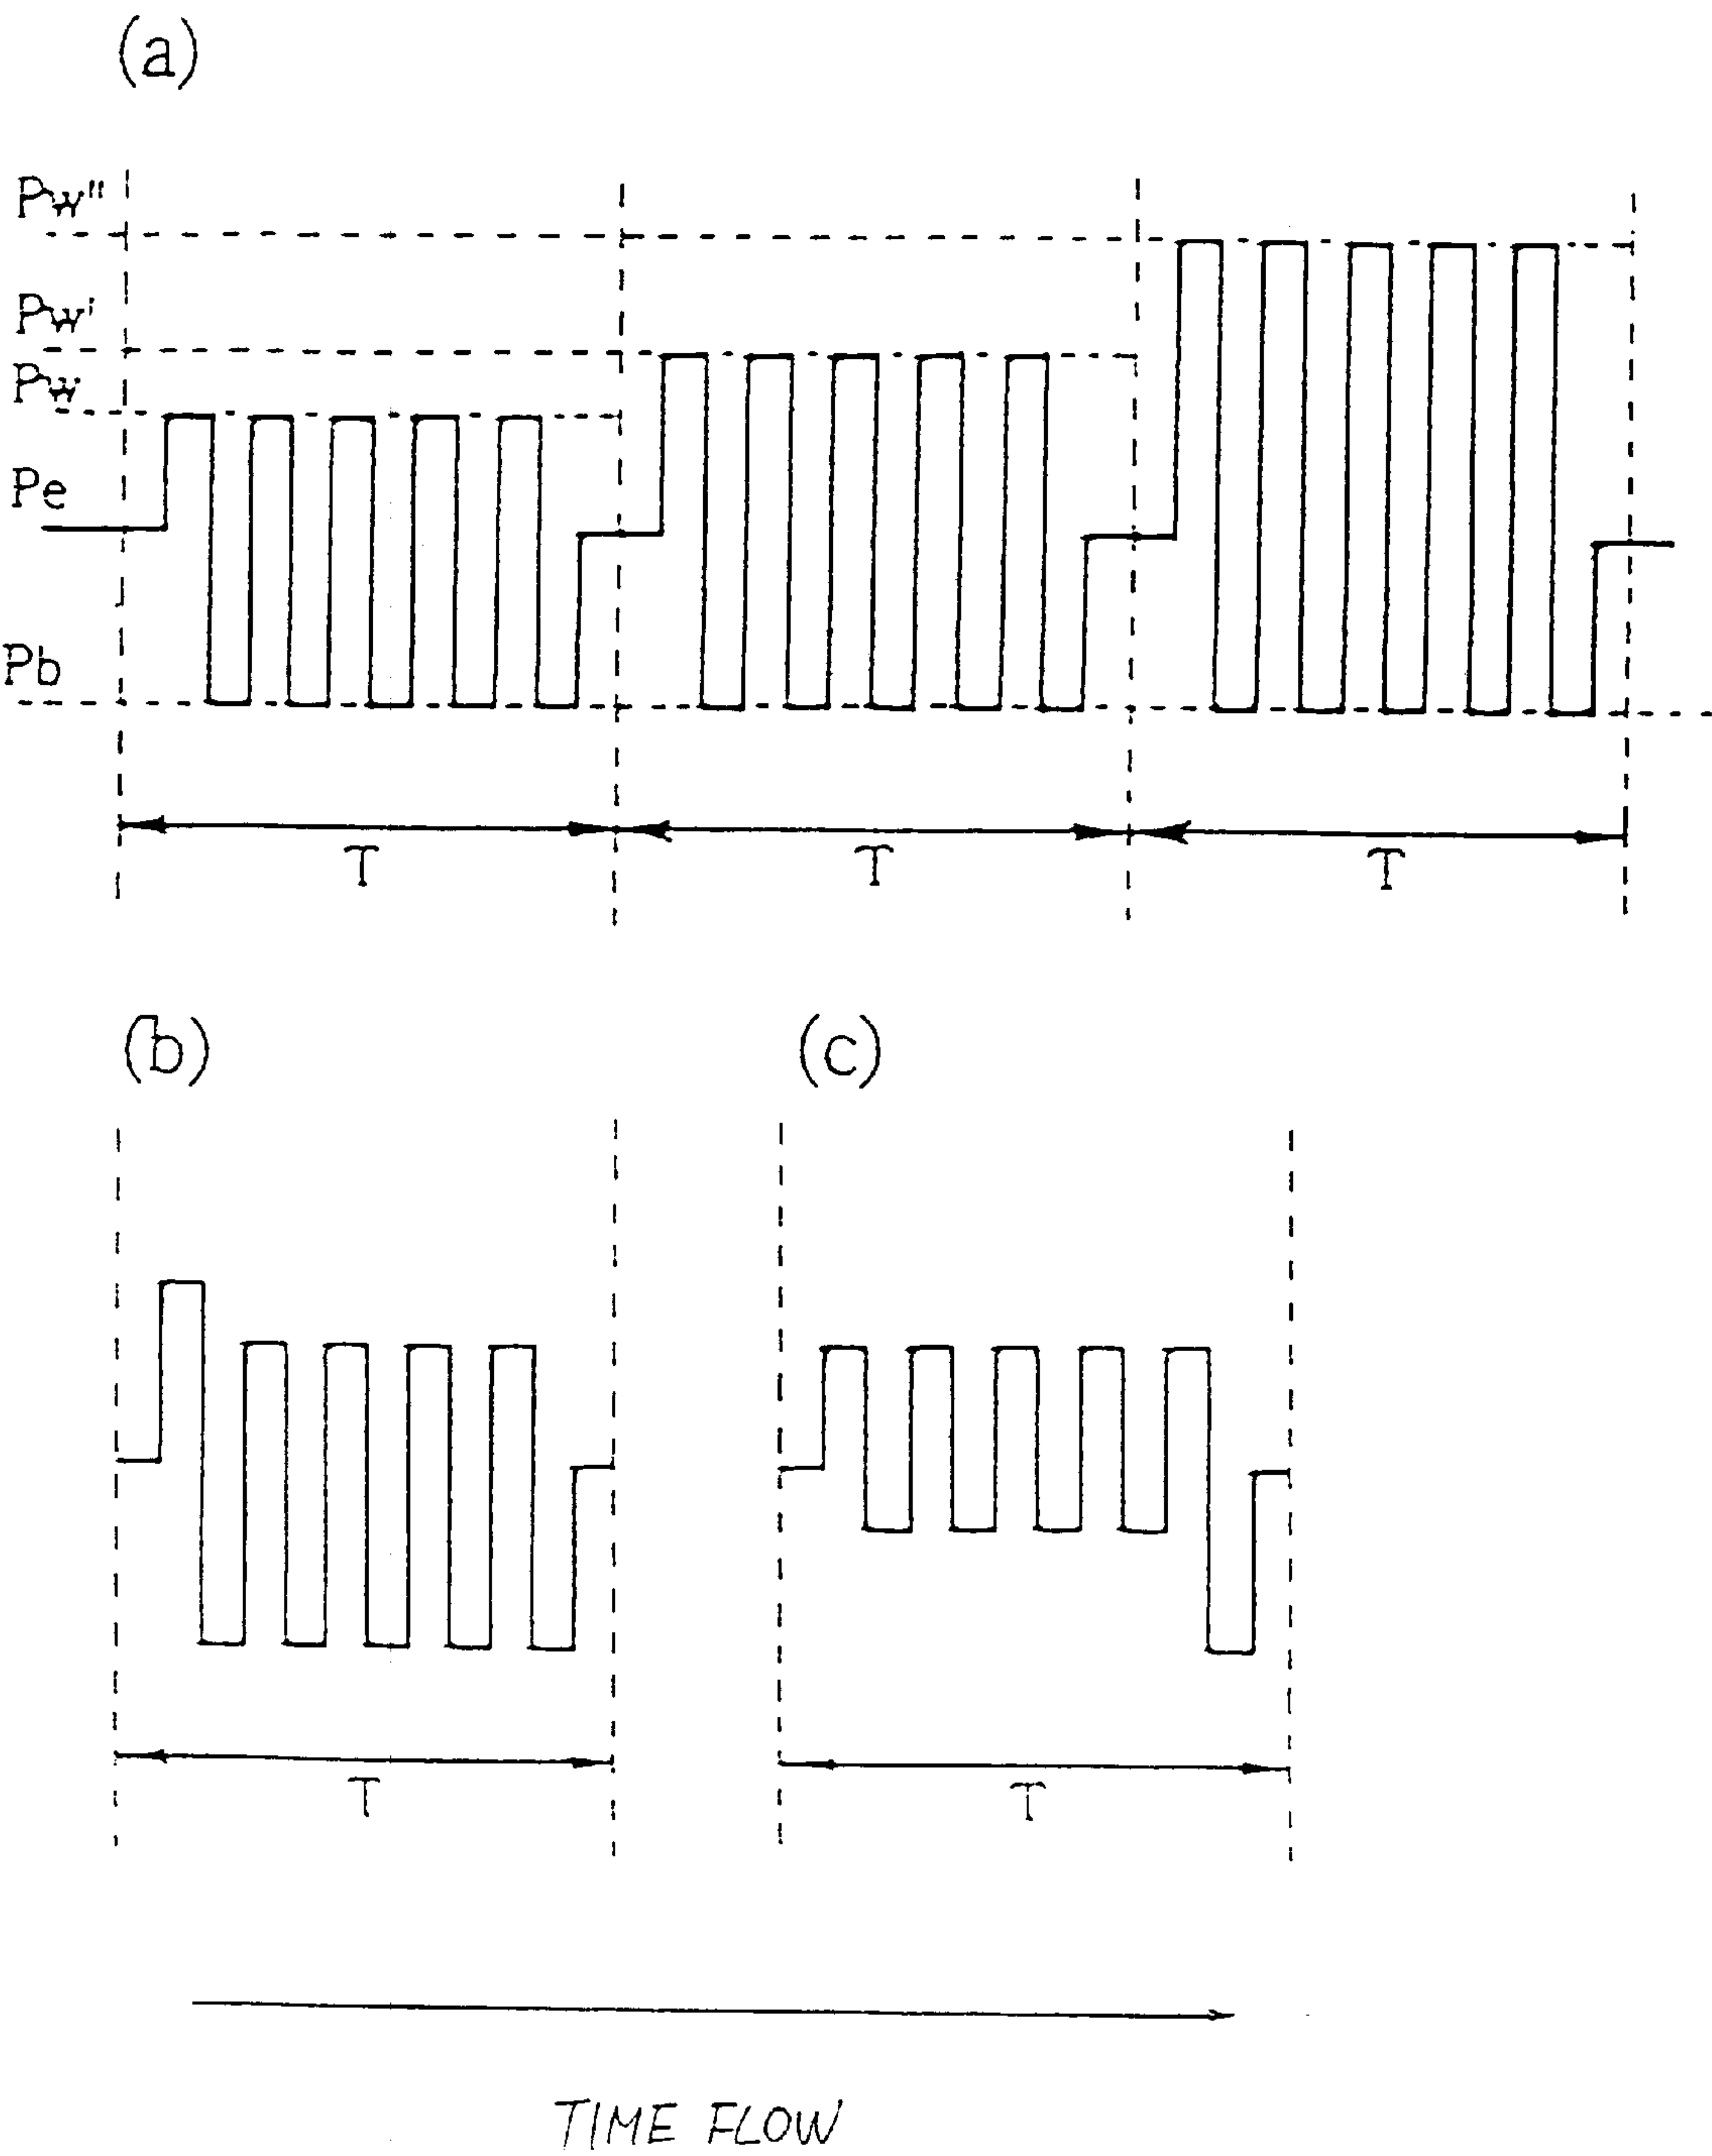 (a)
Pw"
Pw'
Pw
Pe
Pb
T T T
(b) (c)
T T
TIME FLOW